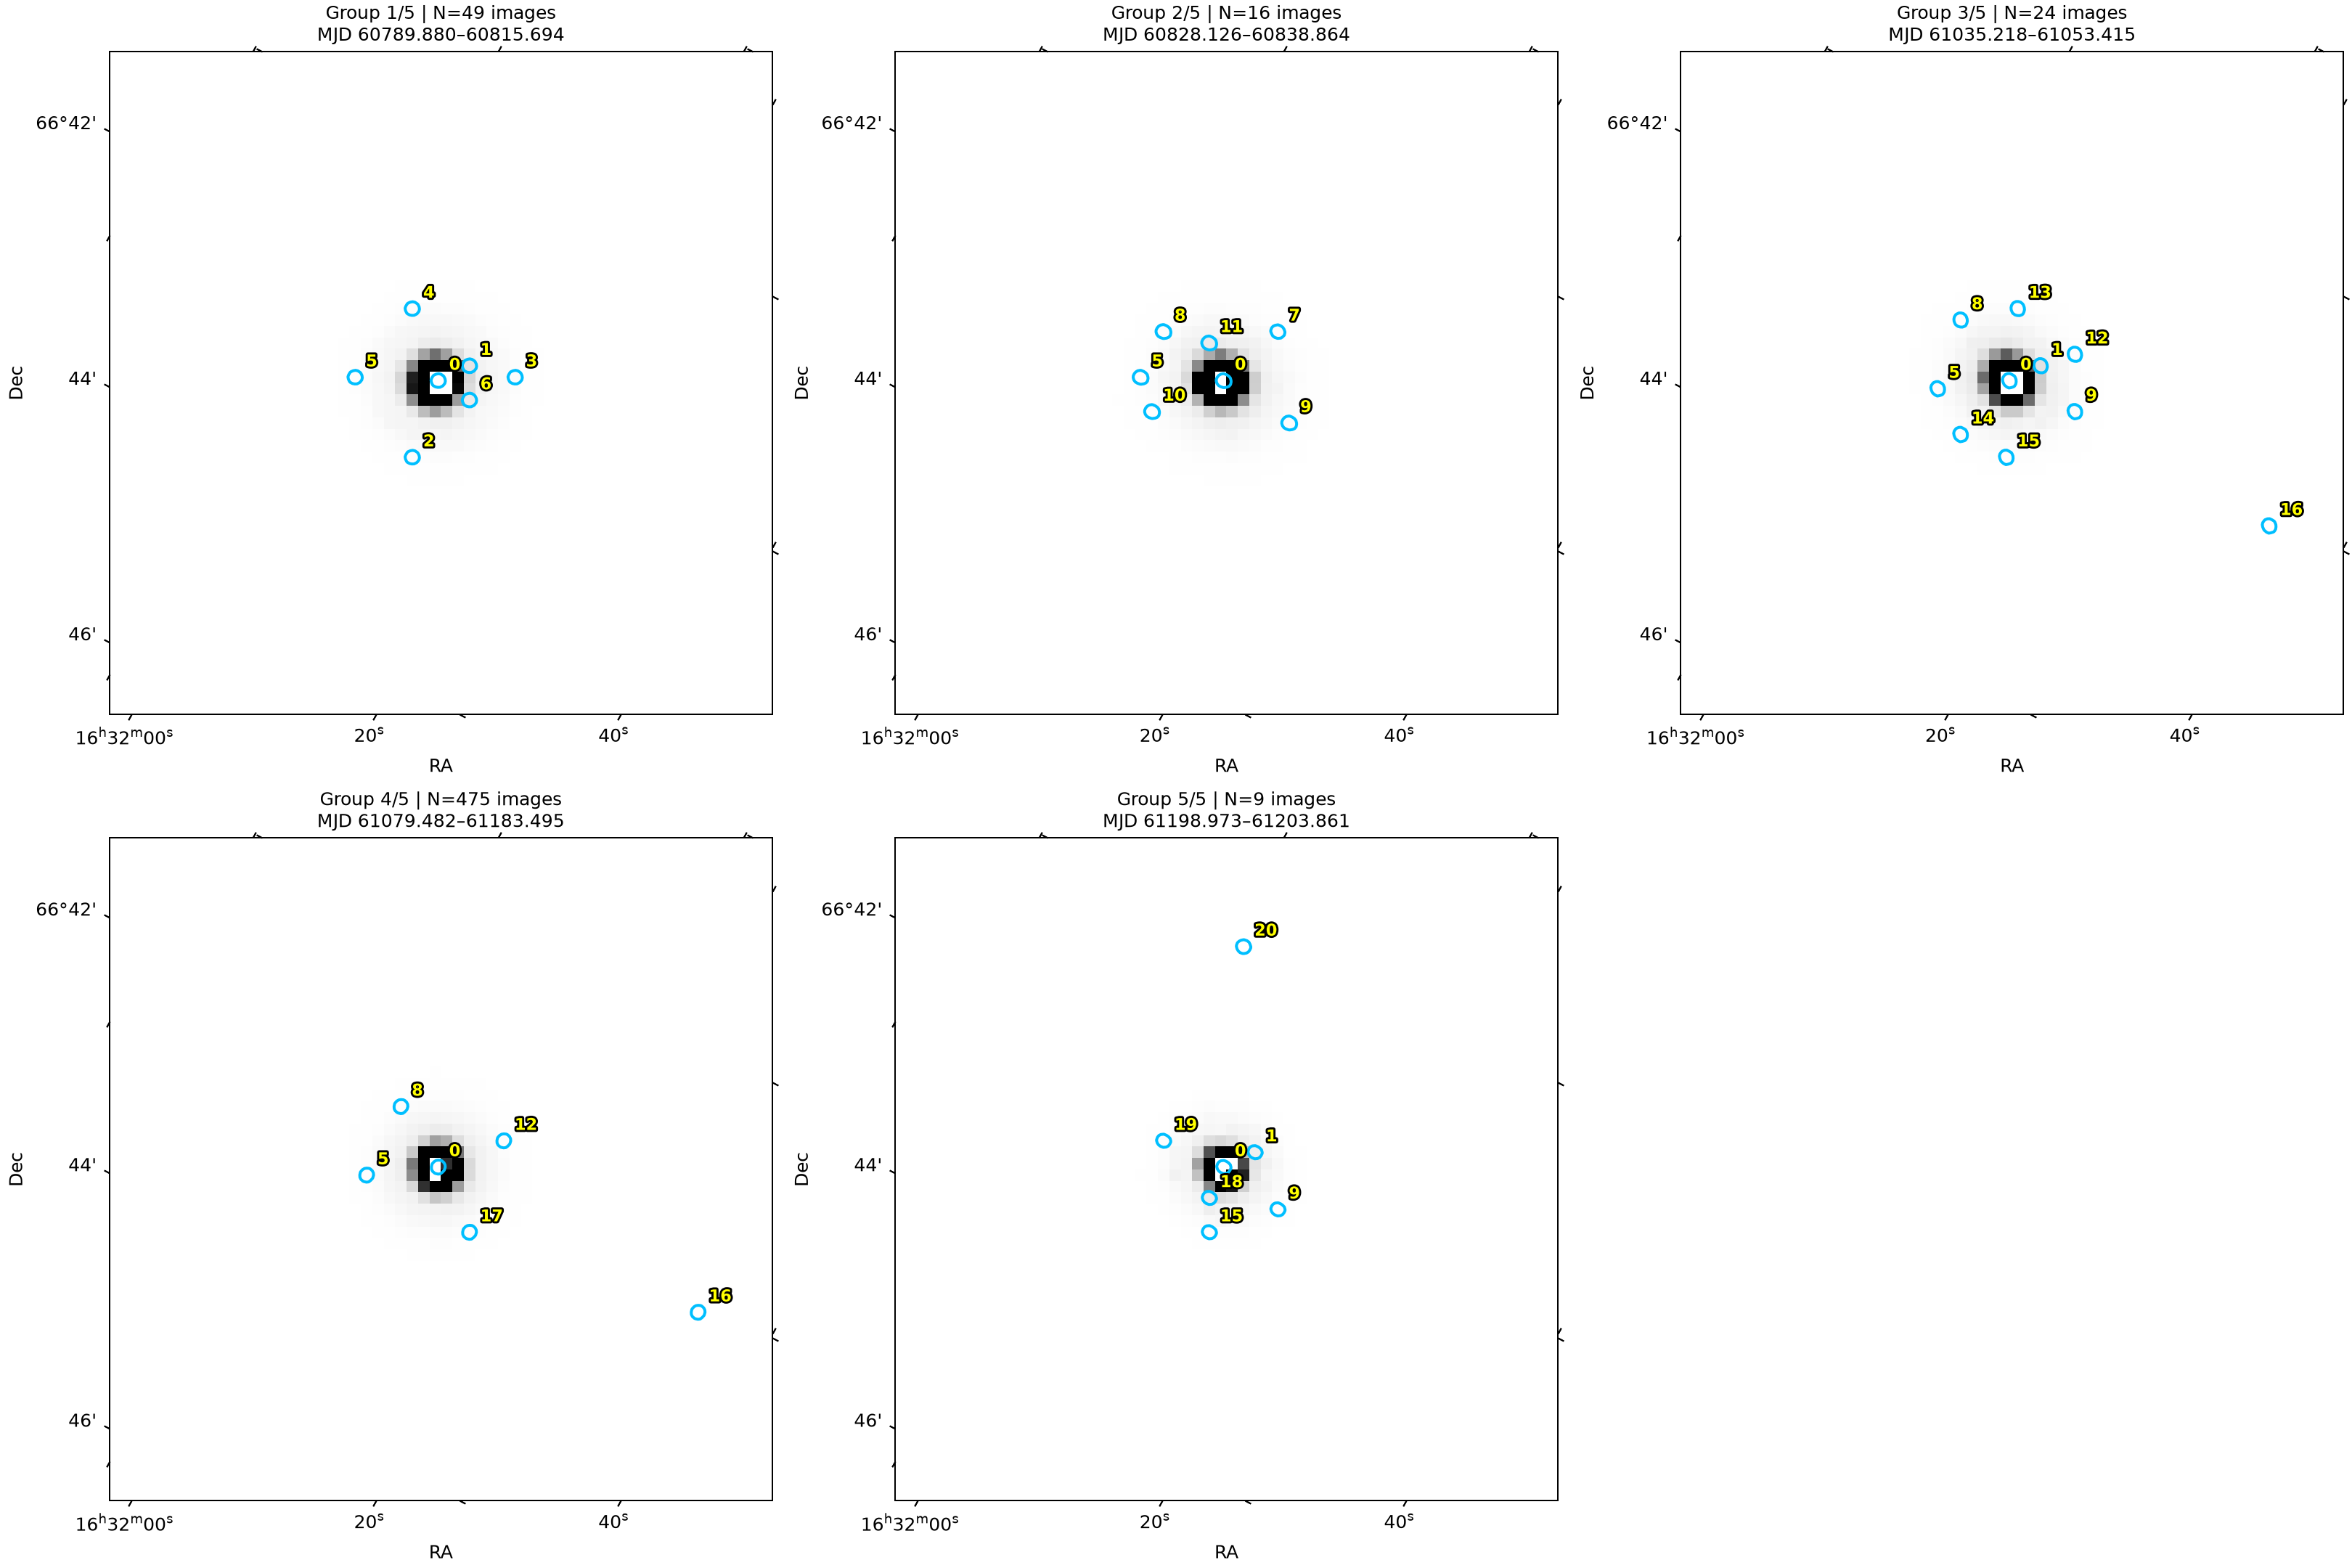 Group 1/5 | N=49 images
MJD 60789.880–60815.694
66°42'
44'
46'
Dec
4
5
1
0
3
6
2
16h32m00s
20s
40s
RA
Group 2/5 | N=16 images
MJD 60828.126–60838.864
66°42'
44'
46'
Dec
8
11
7
5
0
10
9
16h32m00s
20s
40s
RA
Group 3/5 | N=24 images
MJD 61035.218–61053.415
66°42'
44'
46'
Dec
13
8
12
1
0
5
9
14
15
16
16h32m00s
20s
40s
RA
Group 4/5 | N=475 images
MJD 61079.482–61183.495
66°42'
44'
46'
Dec
8
12
0
5
17
16
16h32m00s
20s
40s
RA
Group 5/5 | N=9 images
MJD 61198.973–61203.861
66°42'
44'
46'
Dec
20
19
1
0
18
9
15
16h32m00s
20s
40s
RA